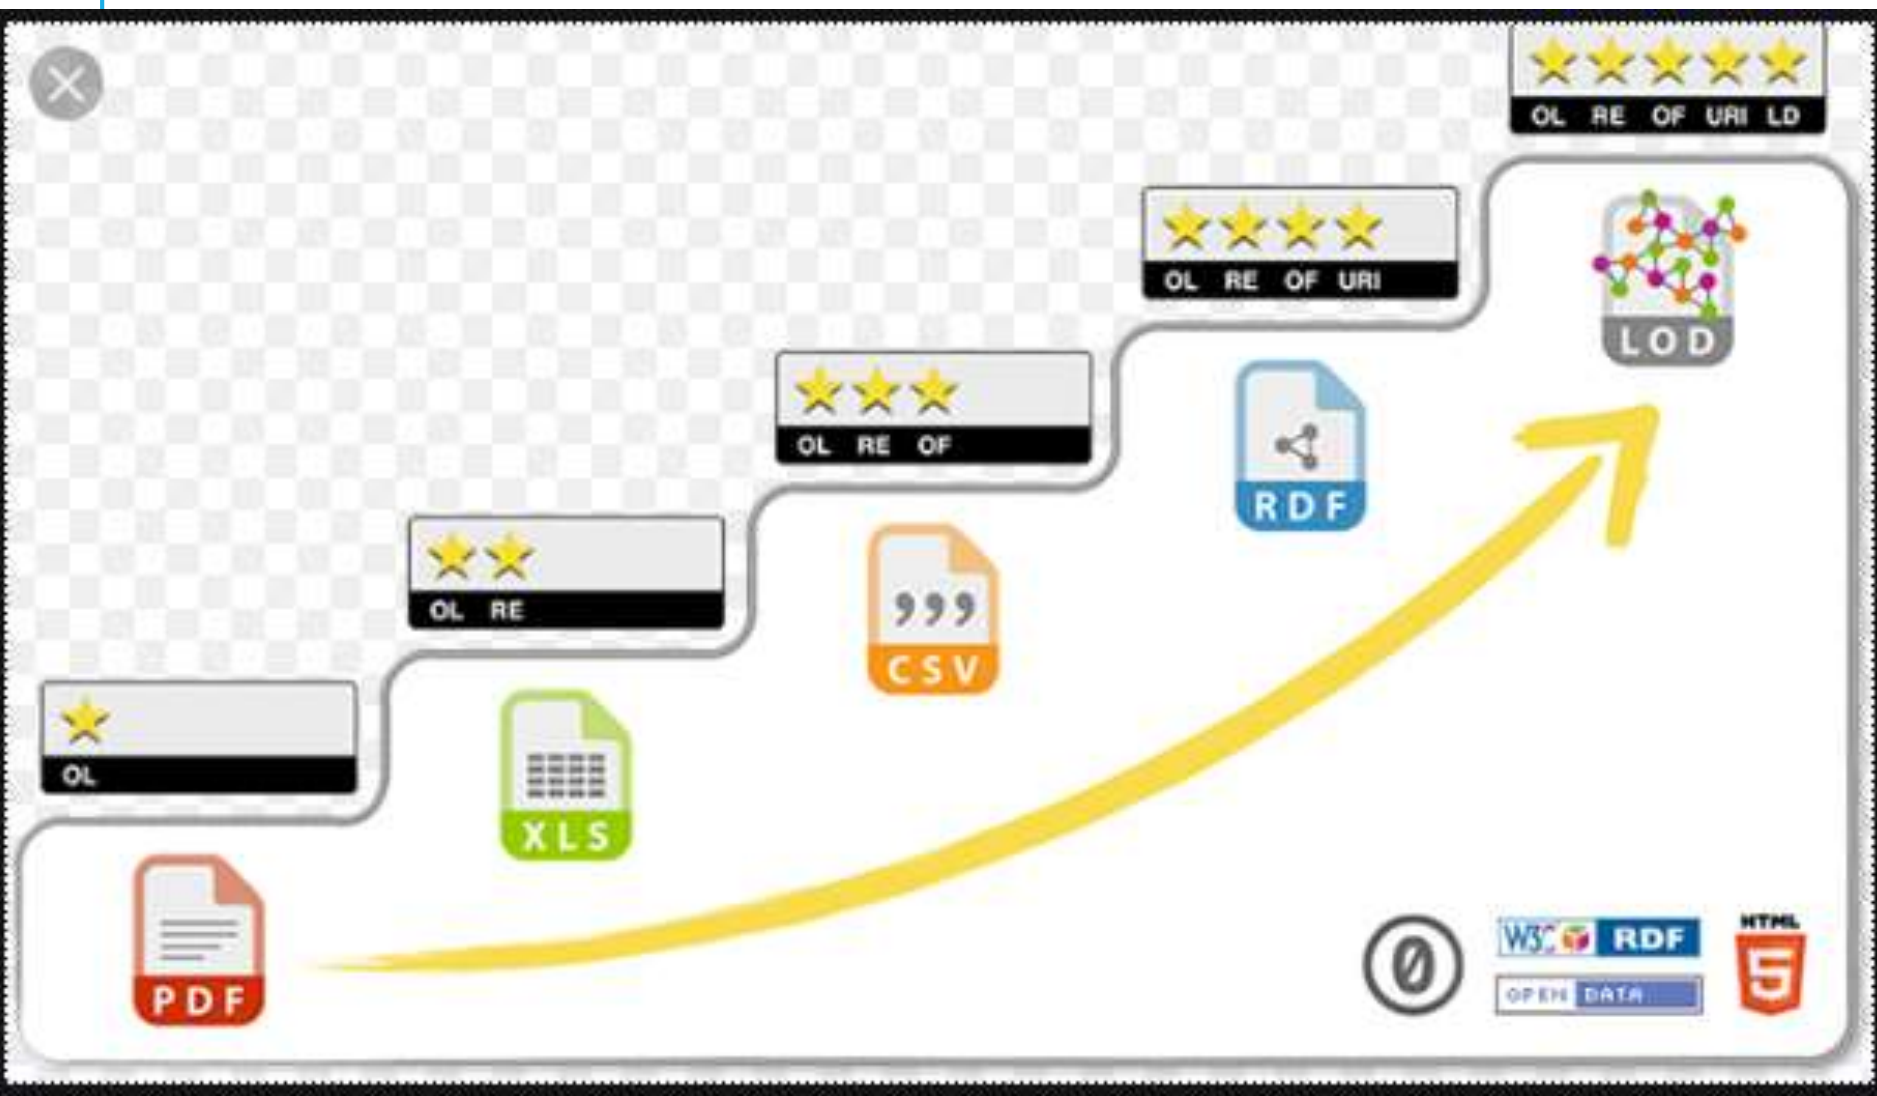 OL RE OF URI LD
LOD
OL RE OF URI
RDF
OL RE OF
CSV
OL RE
XLS
OL
PDF
0
W3C RDF
OPEN DATA
HTML
5